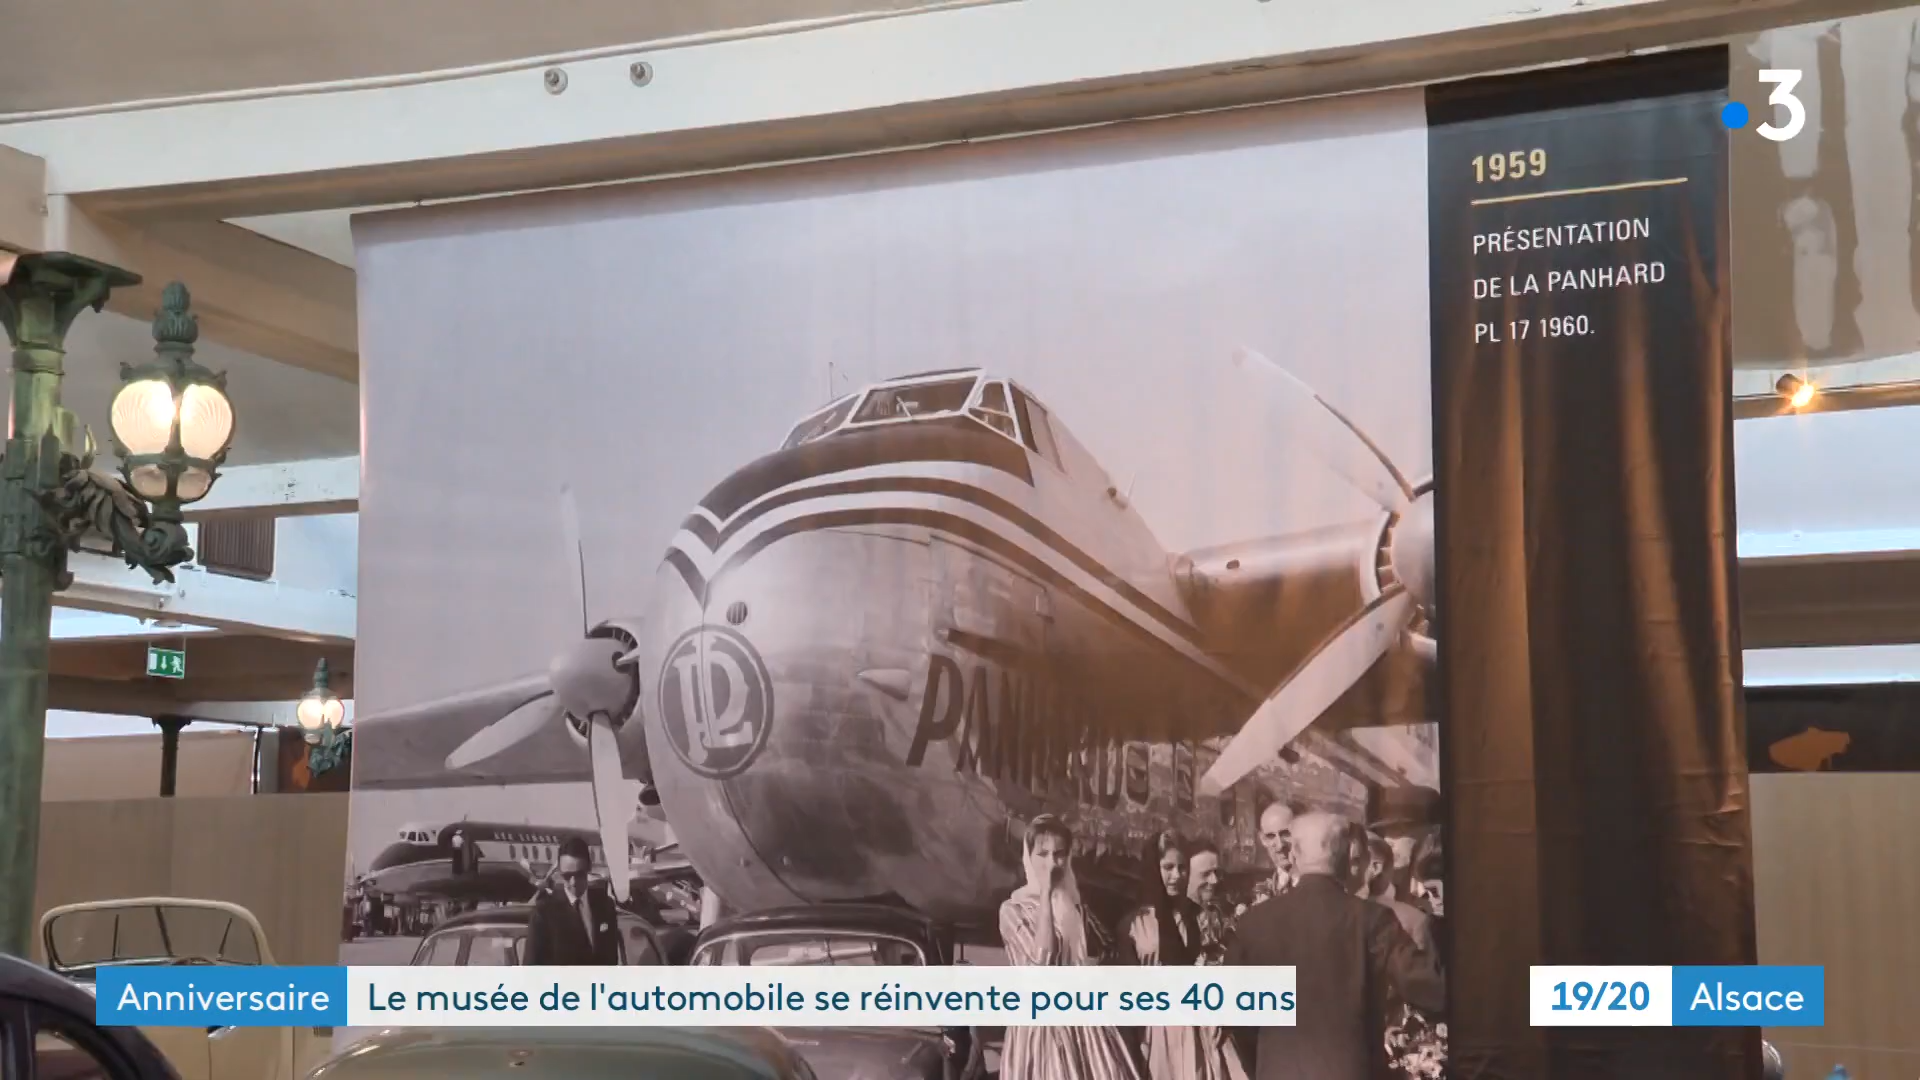 3
1959
PRÉSENTATION
DE LA PANHARD
PL 17 1960.
PL
PANHARD
Anniversaire
Le musée de l'automobile se réinvente pour ses 40 ans
19/20
Alsace